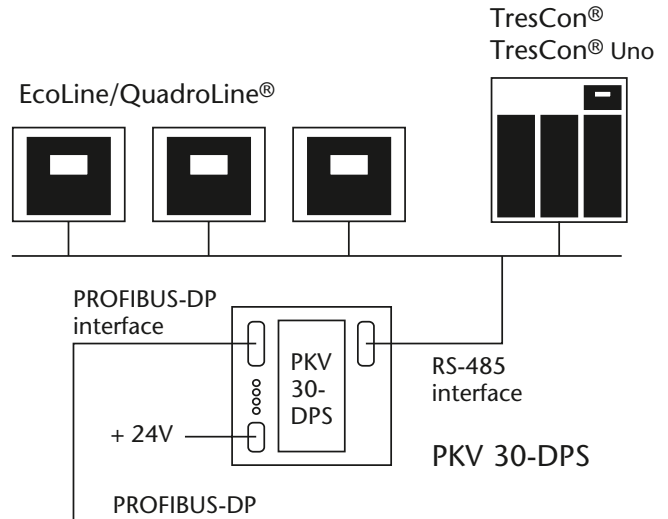 TresCon®
TresCon® Uno
EcoLine/QuadroLine®
PROFIBUS-DP
interface
PKV
30-
DPS
RS-485
interface
+ 24V
PKV 30-DPS
PROFIBUS-DP